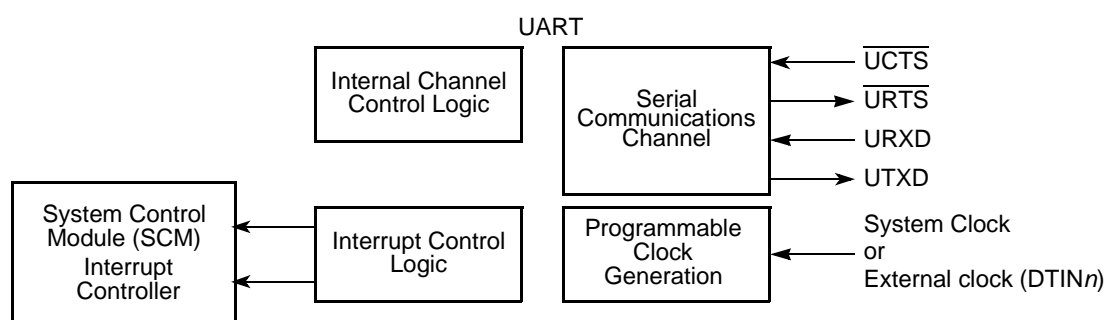 UART
Internal Channel
Control Logic
Serial
Communications
Channel
UCTS
URTS
URXD
UTXD
System Control
Module (SCM)
Interrupt
Controller
Interrupt Control
Logic
Programmable
Clock
Generation
System Clock
or
External clock (DTINn)